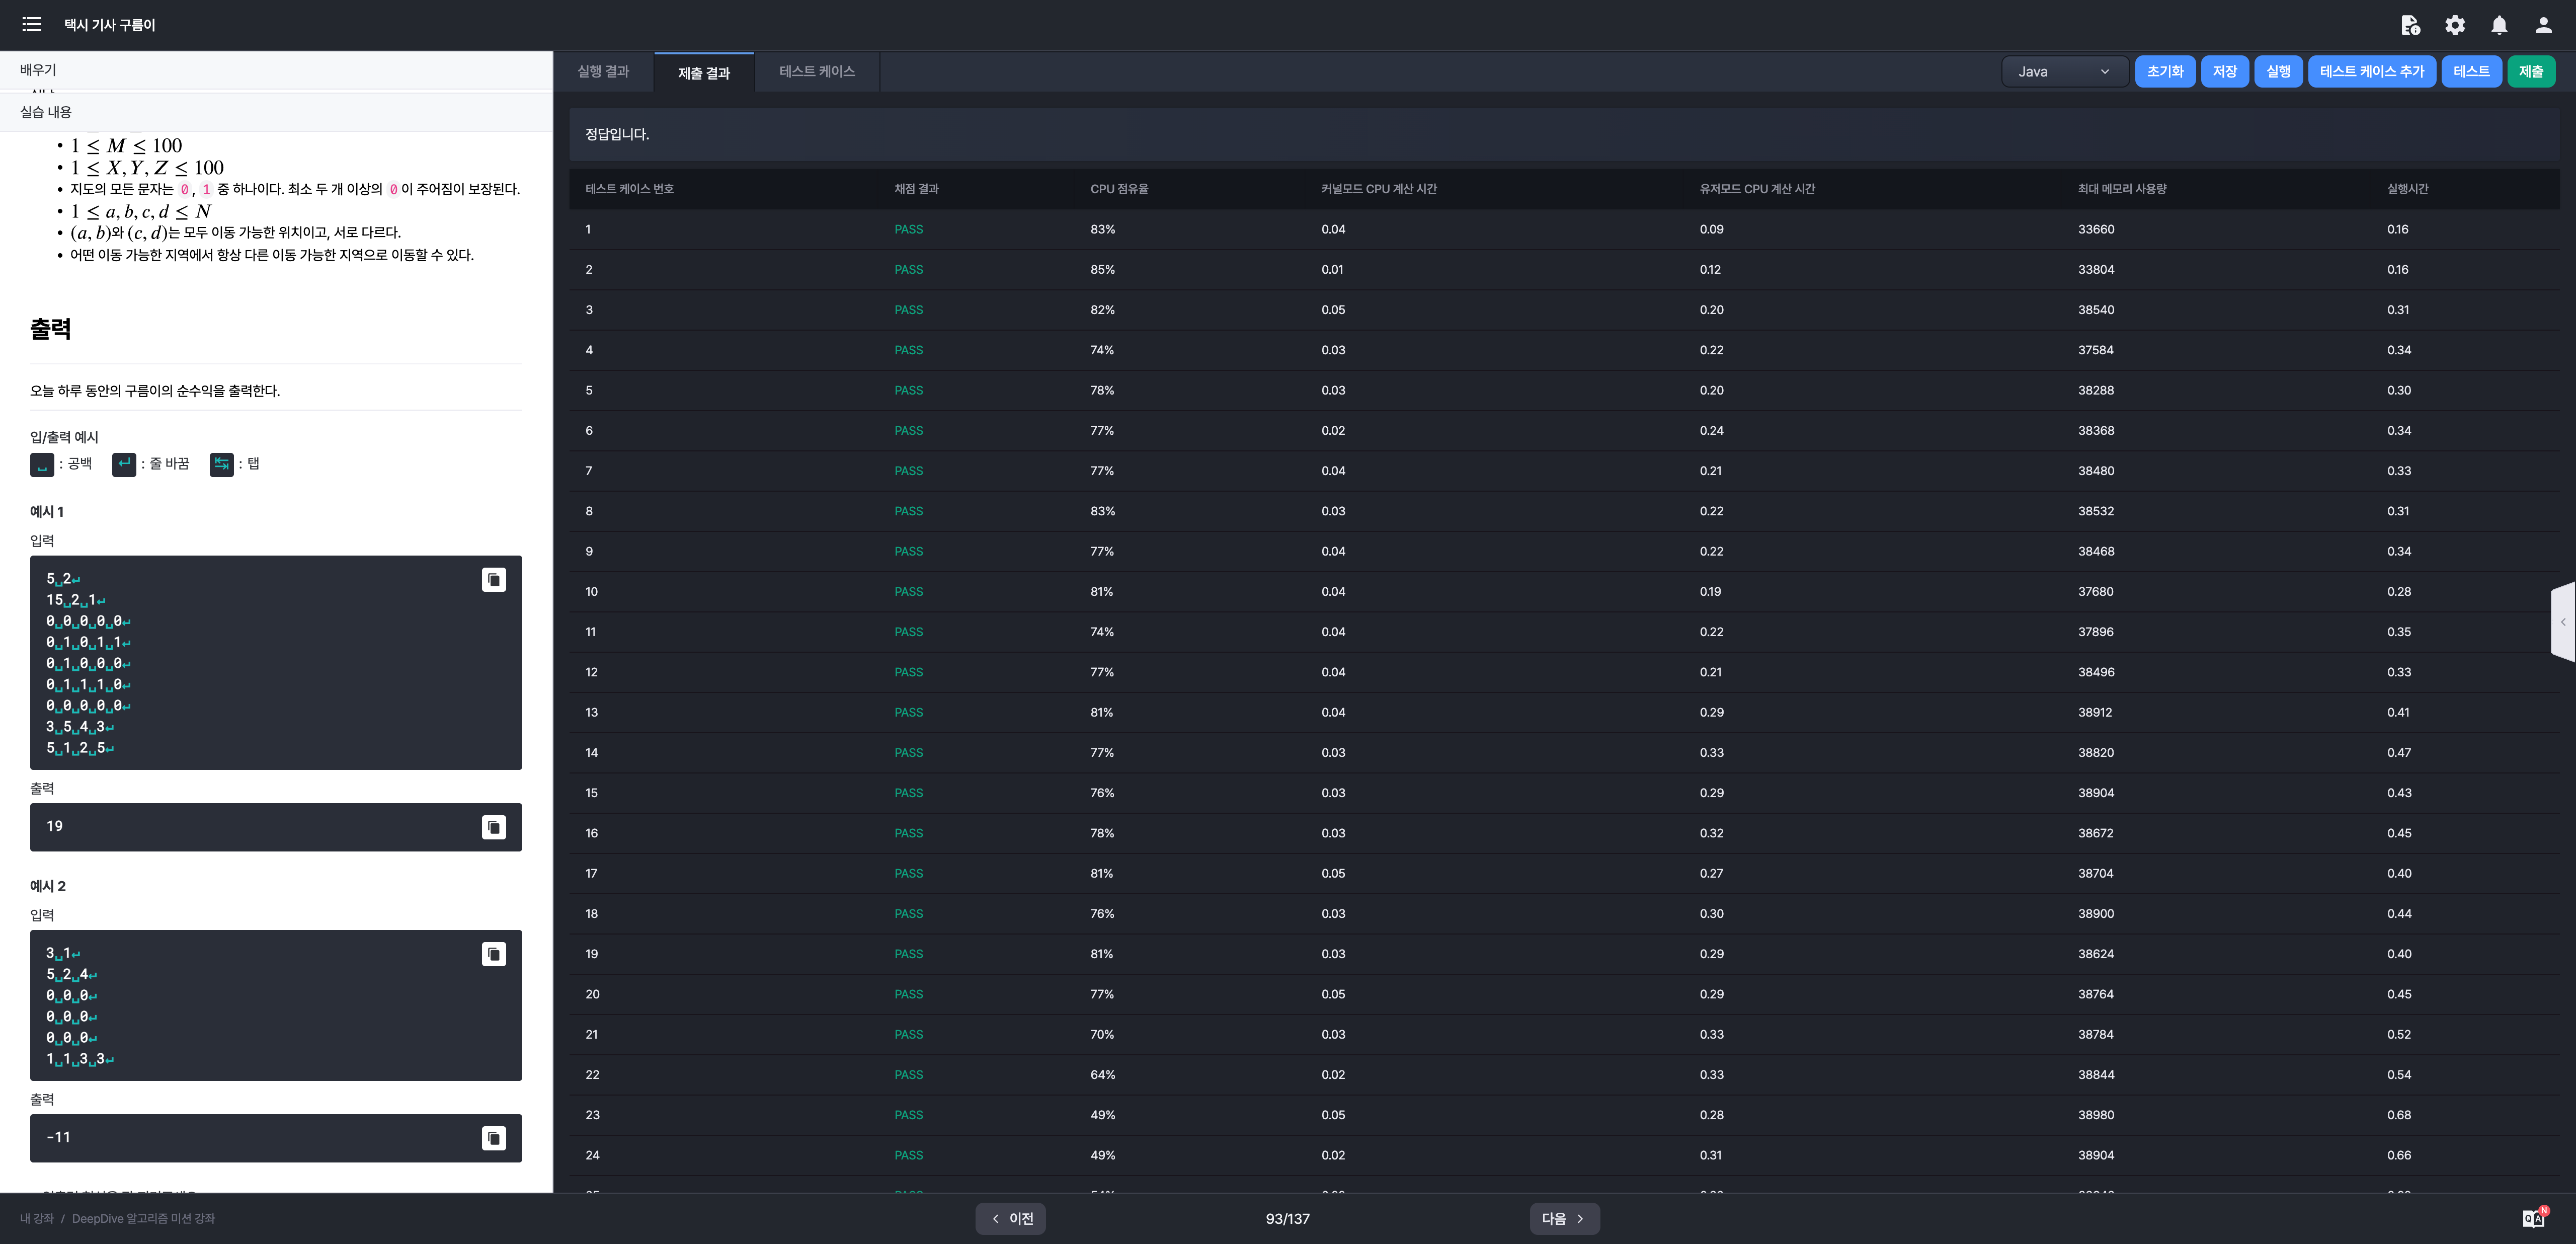 택시 기사 구름이
배우기
실습 내용
1 ≤ M ≤ 100
1 ≤ X, Y, Z ≤ 100
지도의 모든 문자는 0, 1 중 하나이다. 최소 두 개 이상의 0이 주어짐이 보장된다.
1 ≤ a, b, c, d ≤ N
(a, b)와 (c, d)는 모두 이동 가능한 위치이고, 서로 다르다.
어떤 이동 가능한 지역에서 항상 다른 이동 가능한 지역으로 이동할 수 있다.
출력
오늘 하루 동안의 구름이의 순수익을 출력한다.
입/출력 예시
␣ : 공백 ↵ : 줄 바꿈 ↹ : 탭
예시 1
입력
5␣2↵
15␣2␣1↵
0␣0␣0␣0␣0↵
0␣1␣0␣1␣1↵
0␣1␣0␣0␣0↵
0␣1␣1␣1␣0↵
0␣0␣0␣0␣0↵
3␣5␣4␣3↵
5␣1␣2␣5↵
출력
19
예시 2
입력
3␣1↵
5␣2␣4↵
0␣0␣0↵
0␣0␣0↵
0␣0␣0↵
1␣1␣3␣3↵
출력
-11
실행 결과 제출 결과 테스트 케이스
Java 초기화 저장 실행 테스트 케이스 추가 테스트 제출
정답입니다.
테스트 케이스 번호 채점 결과 CPU 점유율 커널모드 CPU 계산 시간 유저모드 CPU 계산 시간 최대 메모리 사용량 실행시간
1 PASS 83% 0.04 0.09 33660 0.16
2 PASS 85% 0.01 0.12 33804 0.16
3 PASS 82% 0.05 0.20 38540 0.31
4 PASS 74% 0.03 0.22 37584 0.34
5 PASS 78% 0.03 0.20 38288 0.30
6 PASS 77% 0.02 0.24 38368 0.34
7 PASS 77% 0.04 0.21 38480 0.33
8 PASS 83% 0.03 0.22 38532 0.31
9 PASS 77% 0.04 0.22 38468 0.34
10 PASS 81% 0.04 0.19 37680 0.28
11 PASS 74% 0.04 0.22 37896 0.35
12 PASS 77% 0.04 0.21 38496 0.33
13 PASS 81% 0.04 0.29 38912 0.41
14 PASS 77% 0.03 0.33 38820 0.47
15 PASS 76% 0.03 0.29 38904 0.43
16 PASS 78% 0.03 0.32 38672 0.45
17 PASS 81% 0.05 0.27 38704 0.40
18 PASS 76% 0.03 0.30 38900 0.44
19 PASS 81% 0.03 0.29 38624 0.40
20 PASS 77% 0.05 0.29 38764 0.45
21 PASS 70% 0.03 0.33 38784 0.52
22 PASS 64% 0.02 0.33 38844 0.54
23 PASS 49% 0.05 0.28 38980 0.68
24 PASS 49% 0.02 0.31 38904 0.66
내 강좌 / DeepDive 알고리즘 미션 강좌
이전 93/137 다음
QA N